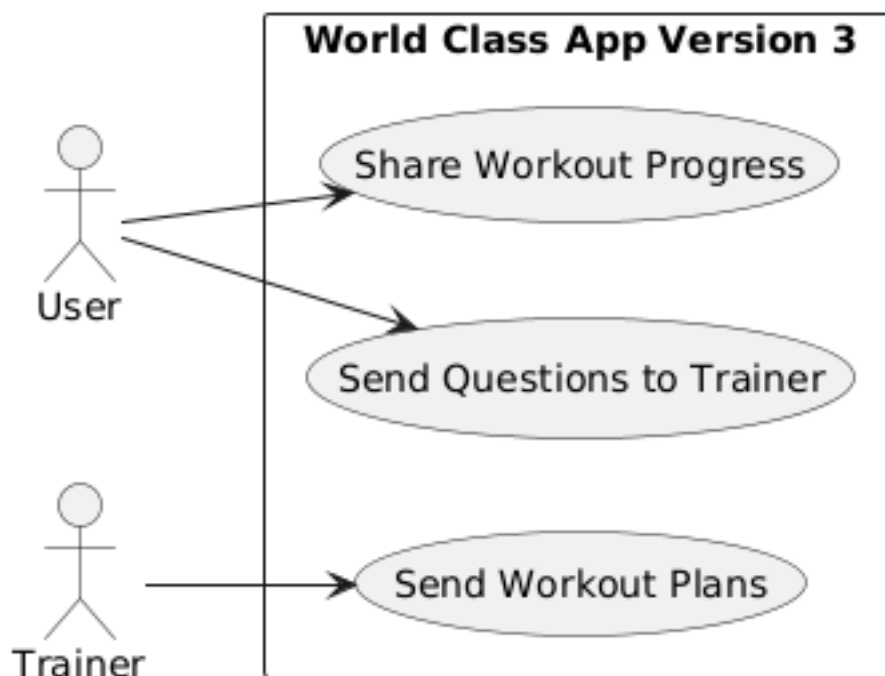 World Class App Version 3
Share Workout Progress
User
Send Questions to Trainer
Send Workout Plans
Trainer